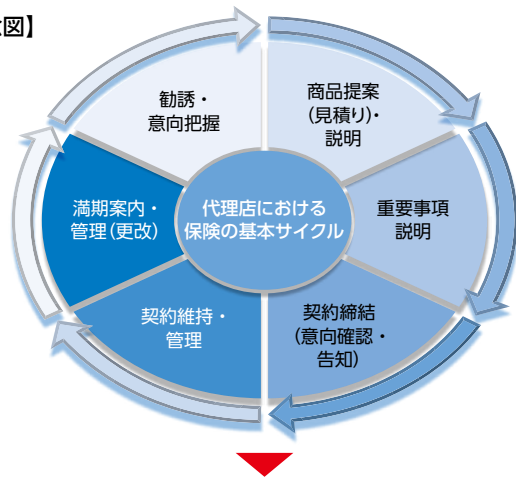 図】
勧誘・
意向把握
商品提案
(見積り)・
説明
重要事項
説明
契約締結
(意向確認・
告知)
契約維持・
管理
満期案内・
管理(更改)
代理店における
保険の基本サイクル